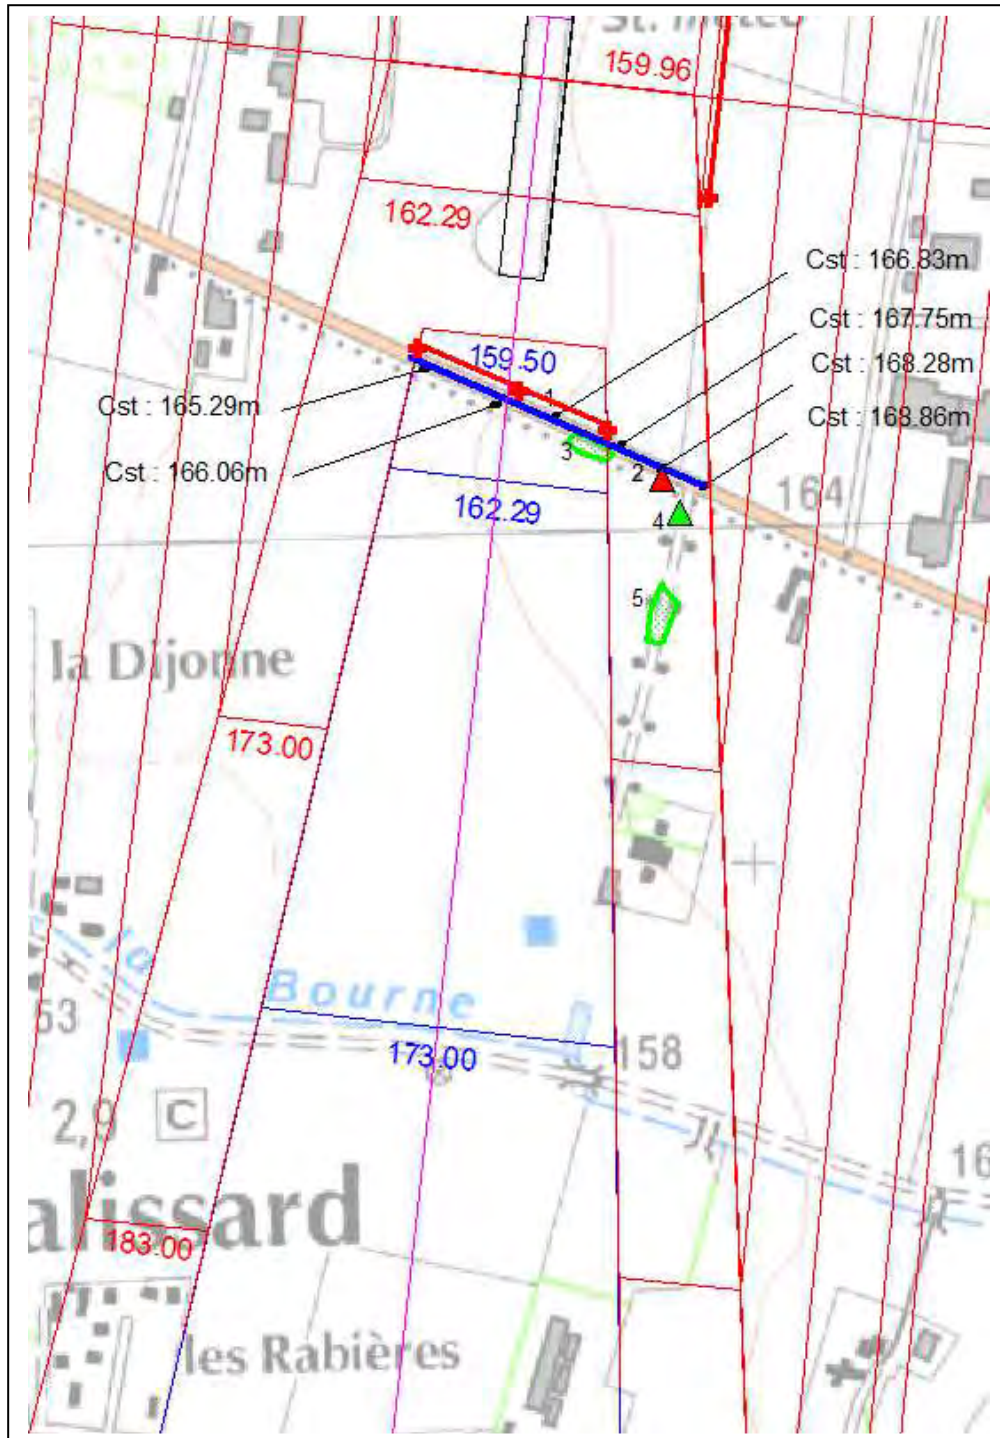 159.96
162.29
Cst : 166.83m
Cst : 167.75m
159.50
Cst : 168.28m
1
Cst : 165.29m
Cst : 168.86m
3
Cst : 166.06m
2
164
162.29
4
5
la Dijonne
173.00
la
Bourne
53
173.00
158
2,9
C
16
alissard
183.00
les Rabières